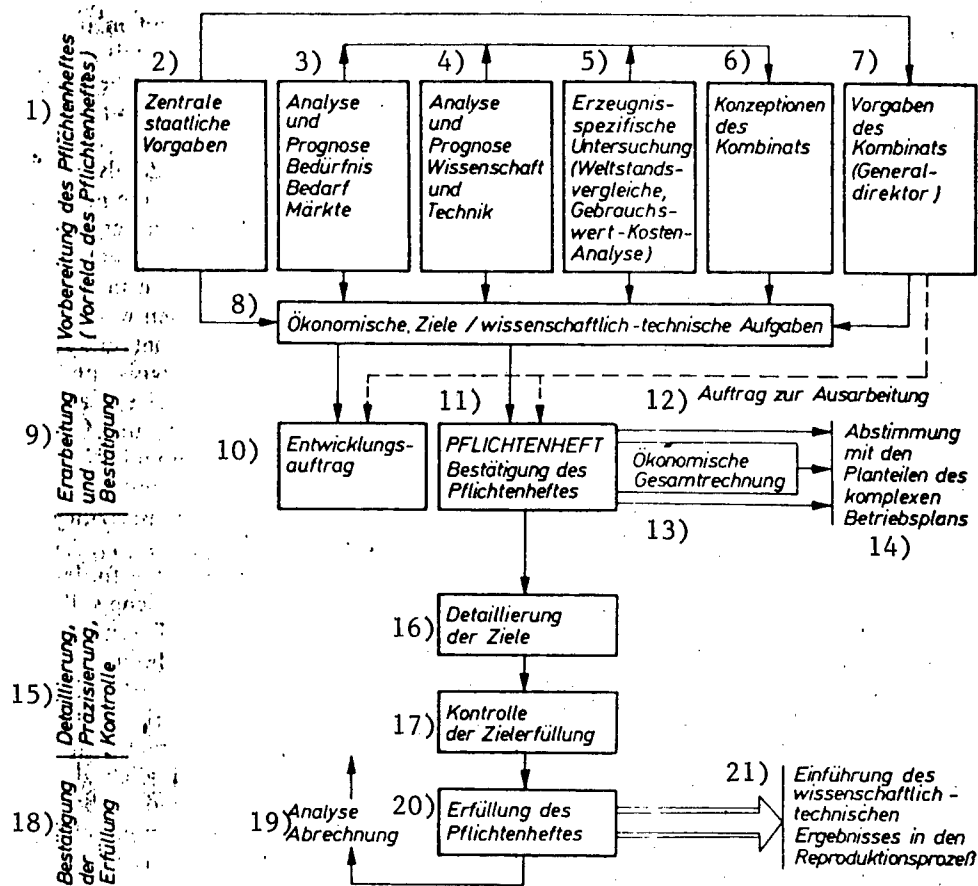 1)
Vorbereitung des Pflichtenheftes
(Vorfeld des Pflichtenheftes)
2)
Zentrale
staatliche
Vorgaben
3)
Analyse
und
Prognose
Bedürfnis
Bedarf
Märkte
4)
Analyse
und
Prognose
Wissenschaft
und
Technik
5)
Erzeugnis-
spezifische
Untersuchung
(Weltstands-
vergleiche,
Gebrauchs-
wert-Kosten-
Analyse)
6)
Konzeptionen
des
Kombinats
7)
Vorgaben
des
Kombinats
(General-
direktor)
8)
Ökonomische, Ziele / wissenschaftlich-technische Aufgaben
9)
Erarbeitung
und
Bestätigung
10)
Entwicklungs-
auftrag
11)
PFLICHTENHEFT
Bestätigung des
Pflichtenheftes
12) Auftrag zur Ausarbeitung
Ökonomische
Gesamtrechnung
13)
Abstimmung
mit den
Planteilen des
komplexen
Betriebsplans
14)
15)
Detaillierung,
Präzisierung,
Kontrolle
16)
Detaillierung
der Ziele
17)
Kontrolle
der Zielerfüllung
18)
Bestätigung
der
Erfüllung
19)
Analyse
Abrechnung
20)
Erfüllung des
Pflichtenheftes
21)
Einführung des
wissenschaftlich-
technischen
Ergebnisses in den
Reproduktionsprozeß